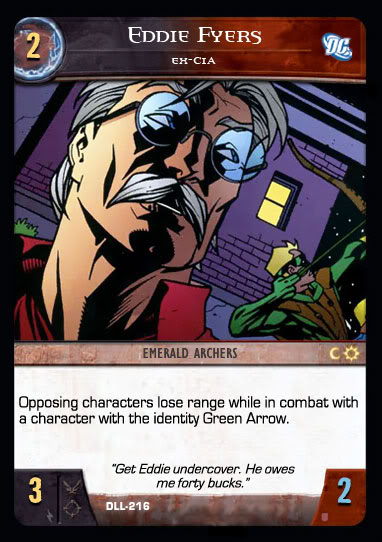 2
EDDIE FYERS
DC
EX-CIA
EMERALD ARCHERS
Opposing characters lose range while in combat with
a character with the identity Green Arrow.
“Get Eddie undercover. He owes
me forty bucks.”
3
DLL-216
2